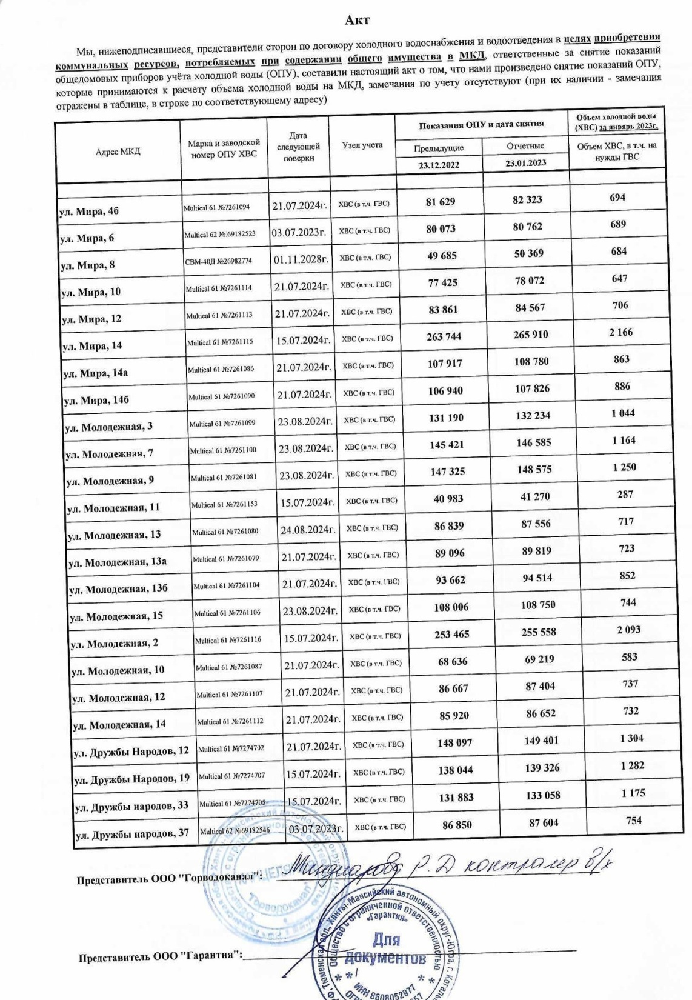 Акт
Мы, нижеподписавшиеся, представители сторон по договору холодного водоснабжения и водоотведения в целях приобретения
коммунальных ресурсов, потребляемых при содержании общего имущества в МКД, ответственные за снятие показаний
общедомовых приборов учёта холодной воды (ОПУ), составили настоящий акт о том, что нами произведено снятие показаний ОПУ,
которые принимаются к расчету объема холодной воды на МКД, замечания по учету отсутствуют (при их наличии - замечания
отражены в таблице, в строке по соответствующему адресу)
Адрес МКД Марка и заводской номер ОПУ ХВС Дата следующей поверки Узел учета Показания ОПУ и дата снятия Объем холодной воды (ХВС) за январь 2023г.
Предыдущие Отчетные Объем ХВС, в т.ч. на нужды ГВС
23.12.2022 23.01.2023
ул. Мира, 4б Multical 61 №7261094 21.07.2024г. ХВС (в т.ч. ГВС) 81 629 82 323 694
ул. Мира, 6 Multical 62 №.69182523 03.07.2023г. ХВС (в т.ч. ГВС) 80 073 80 762 689
ул. Мира, 8 СВМ-40Д №26982774 01.11.2028г. ХВС (в т.ч. ГВС) 49 685 50 369 684
ул. Мира, 10 Multical 61 №7261114 21.07.2024г. ХВС (в т.ч. ГВС) 77 425 78 072 647
ул. Мира, 12 Multical 61 №7261113 21.07.2024г. ХВС (в т.ч. ГВС) 83 861 84 567 706
ул. Мира, 14 Multical 61 №7261115 15.07.2024г. ХВС (в т.ч. ГВС) 263 744 265 910 2 166
ул. Мира, 14а Multical 61 №7261086 21.07.2024г. ХВС (в т.ч. ГВС) 107 917 108 780 863
ул. Мира, 14б Multical 61 №7261090 21.07.2024г. ХВС (в т.ч. ГВС) 106 940 107 826 886
ул. Молодежная, 3 Multical 61 №7261099 23.08.2024г. ХВС (в т.ч. ГВС) 131 190 132 234 1 044
ул. Молодежная, 7 Multical 61 №7261100 23.08.2024г. ХВС (в т.ч. ГВС) 145 421 146 585 1 164
ул. Молодежная, 9 Multical 61 №7261081 23.08.2024г. ХВС (в т.ч. ГВС) 147 325 148 575 1 250
ул. Молодежная, 11 Multical 61 №7261153 15.07.2024г. ХВС (в т.ч. ГВС) 40 983 41 270 287
ул. Молодежная, 13 Multical 61 №7261080 24.08.2024г. ХВС (в т.ч. ГВС) 86 839 87 556 717
ул. Молодежная, 13а Multical 61 №7261079 21.07.2024г. ХВС (в т.ч. ГВС) 89 096 89 819 723
ул. Молодежная, 13б Multical 61 №7261104 21.07.2024г. ХВС (в т.ч. ГВС) 93 662 94 514 852
ул. Молодежная, 15 Multical 61 №7261106 23.08.2024г. ХВС (в т.ч. ГВС) 108 006 108 750 744
ул. Молодежная, 2 Multical 61 №7261116 15.07.2024г. ХВС (в т.ч. ГВС) 253 465 255 558 2 093
ул. Молодежная, 10 Multical 61 №7261087 21.07.2024г. ХВС (в т.ч. ГВС) 68 636 69 219 583
ул. Молодежная, 12 Multical 61 №7261107 21.07.2024г. ХВС (в т.ч. ГВС) 86 667 87 404 737
ул. Молодежная, 14 Multical 61 №7261112 21.07.2024г. ХВС (в т.ч. ГВС) 85 920 86 652 732
ул. Дружбы Народов, 12 Multical 61 №7274702 21.07.2024г. ХВС (в т.ч. ГВС) 148 097 149 401 1 304
ул. Дружбы Народов, 19 Multical 61 №7274707 15.07.2024г. ХВС (в т.ч. ГВС) 138 044 139 326 1 282
ул. Дружбы народов, 33 Multical 61 №7274705 15.07.2024г. ХВС (в т.ч. ГВС) 131 883 133 058 1 175
ул. Дружбы народов, 37 Multical 62 №69182546 03.07.2023г. ХВС (в т.ч. ГВС) 86 850 87 604 754
Представитель ООО "Горводоканал": Миндиарова Р.Д контралер в/х
"Горводоканал"
Ханты-Мансийский автономный округ-Югра, г.
Общество с ограниченной ответственностью
«Гарантия»
Для
документов
ИНН 8608052977
Представитель ООО "Гарантия":